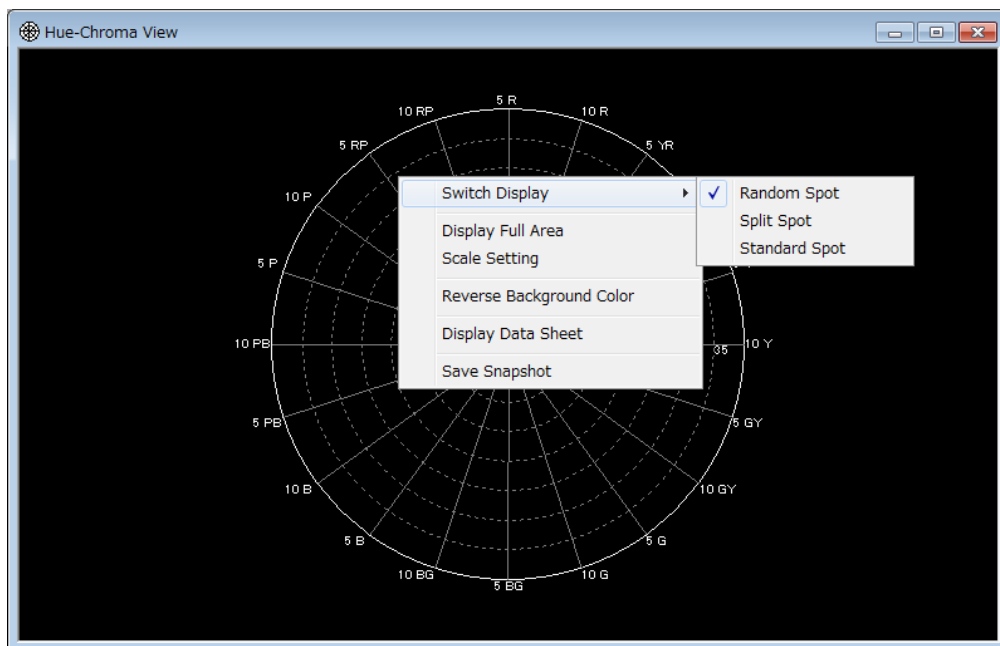 Hue-Chroma View
5 R
10 RP
10 R
5 RP
5 YR
10 P
5 P
10 PB
35
10 Y
5 PB
5 GY
10 B
10 GY
5 B
5 G
10 BG
10 G
5 BG
Switch Display
Display Full Area
Scale Setting
Reverse Background Color
Display Data Sheet
Save Snapshot
Random Spot
Split Spot
Standard Spot